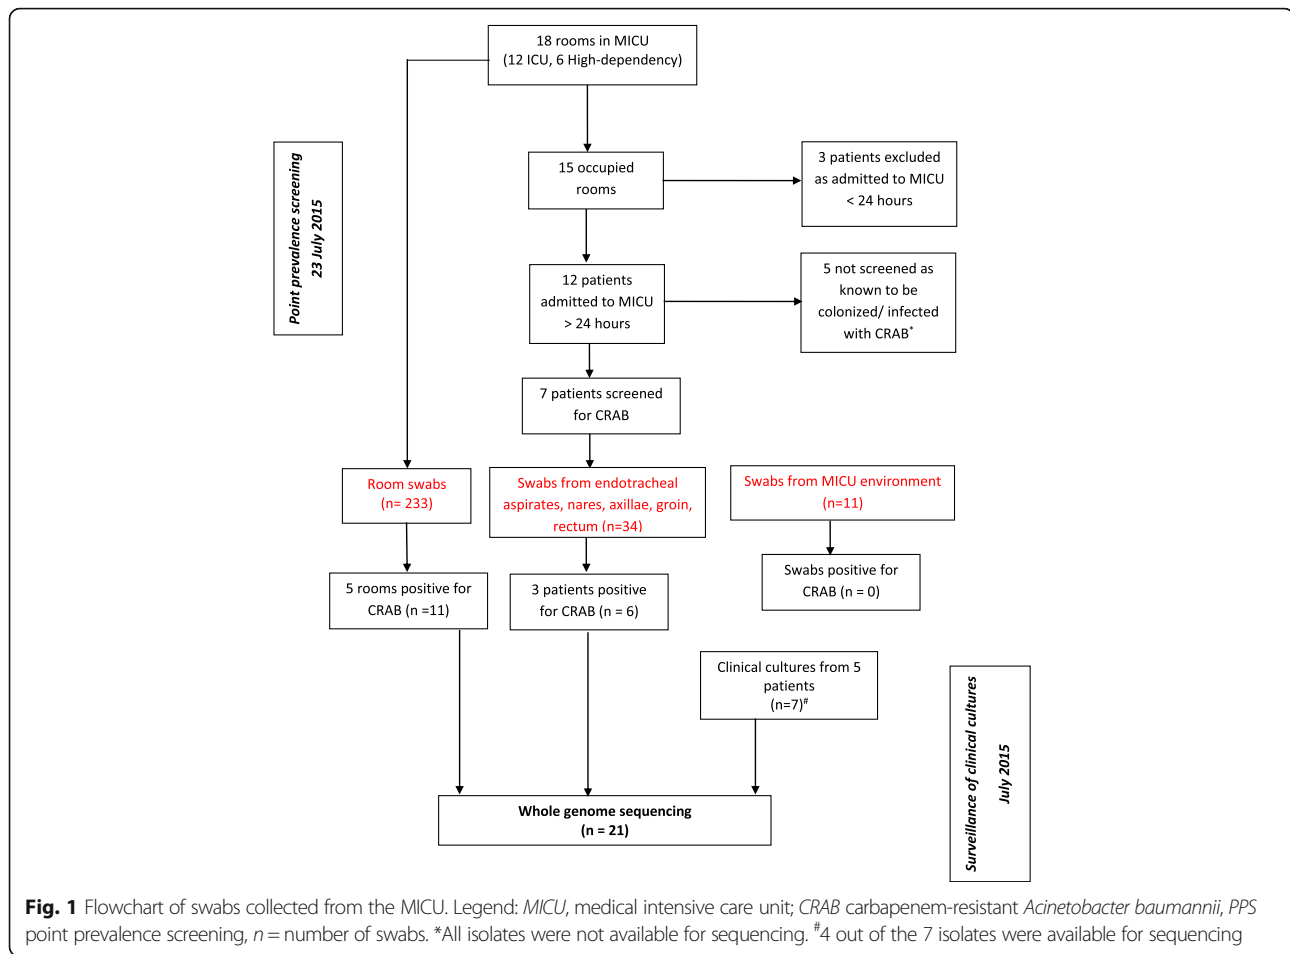 18 rooms in MICU
(12 ICU, 6 High-dependency)
Point prevalence screening
23 July 2015
15 occupied
rooms
3 patients excluded
as admitted to MICU
< 24 hours
12 patients
admitted to MICU
> 24 hours
5 not screened as
known to be
colonized/ infected
with CRAB*
7 patients screened
for CRAB
Room swabs
(n= 233)
Swabs from endotracheal
aspirates, nares, axillae, groin,
rectum (n=34)
Swabs from MICU environment
(n=11)
5 rooms positive for
CRAB (n =11)
3 patients positive
for CRAB (n = 6)
Swabs positive for
CRAB (n = 0)
Clinical cultures from 5
patients
(n=7)#
Surveillance of clinical cultures
July 2015
Whole genome sequencing
(n = 21)
Fig. 1 Flowchart of swabs collected from the MICU. Legend: MICU, medical intensive care unit; CRAB carbapenem-resistant Acinetobacter baumannii, PPS
point prevalence screening, n = number of swabs. *All isolates were not available for sequencing. #4 out of the 7 isolates were available for sequencing